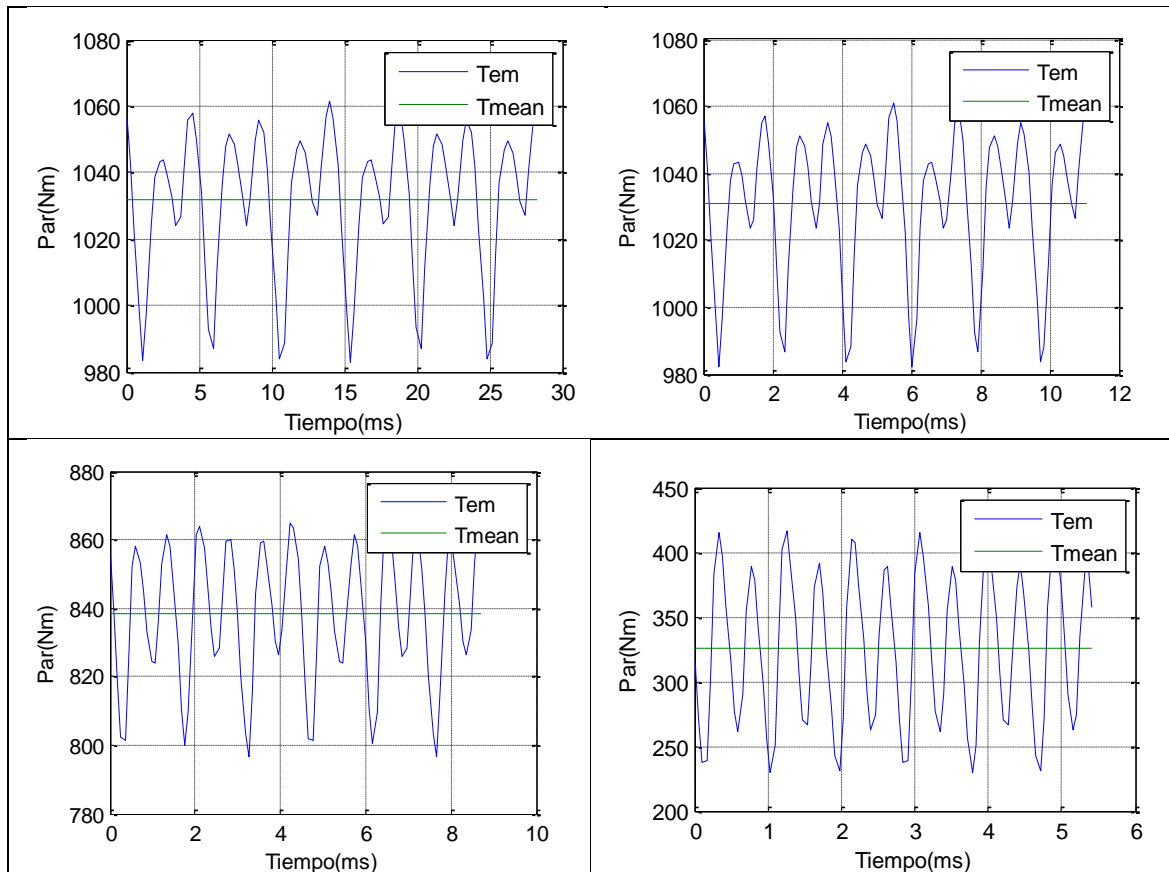 1080
1060
1040
1020
1000
980
Par(Nm)
Tem
Tmean
0 5 10 15 20 25 30
Tiempo(ms)
1080
1060
1040
1020
1000
980
Par(Nm)
Tem
Tmean
0 2 4 6 8 10 12
Tiempo(ms)
880
860
840
820
800
780
Par(Nm)
Tem
Tmean
0 2 4 6 8 10
Tiempo(ms)
450
400
350
300
250
200
Par(Nm)
Tem
Tmean
0 1 2 3 4 5 6
Tiempo(ms)